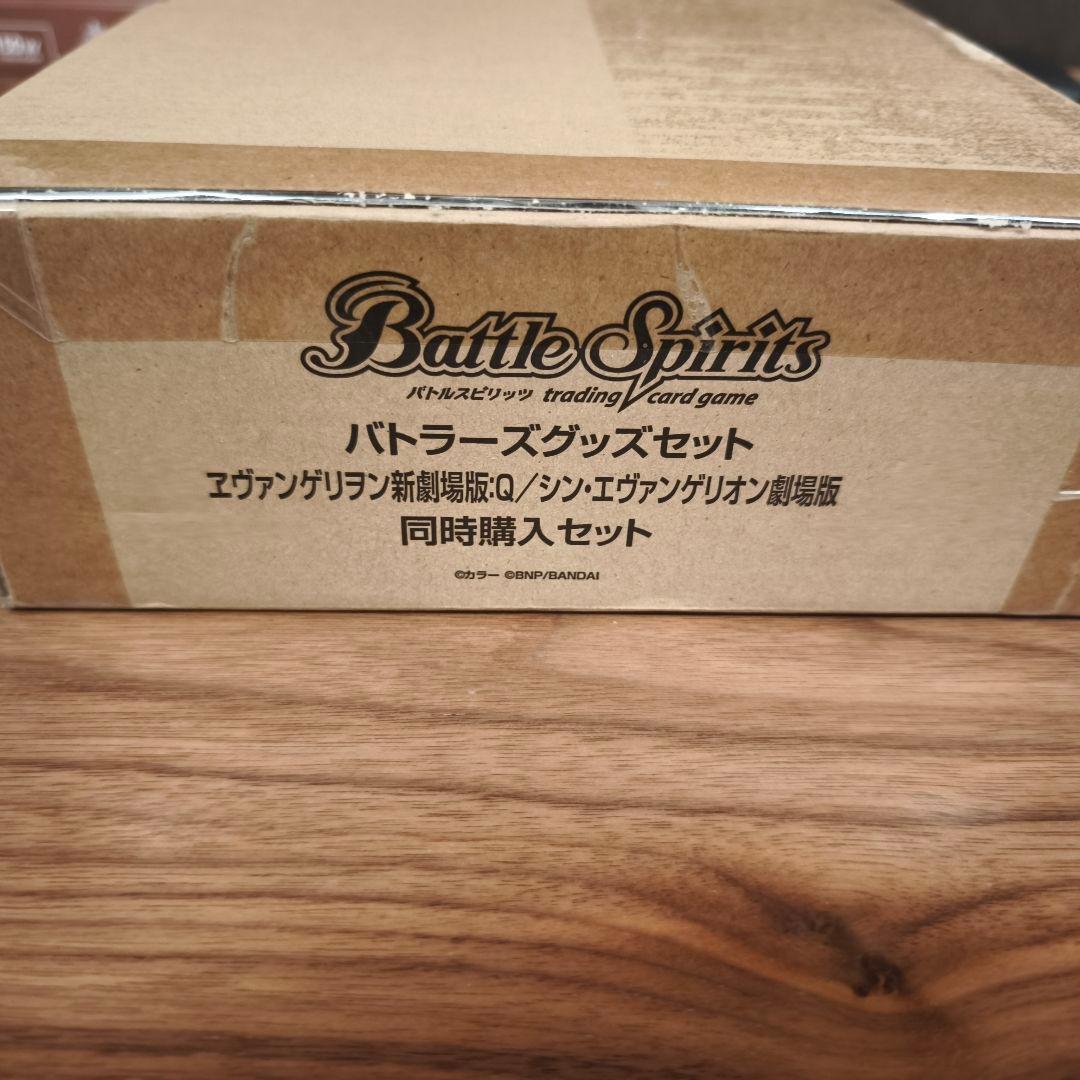 Battle Spirits
バトルスピリッツ trading card game
バトラーズグッズセット
ヱヴァンゲリヲン新劇場版:Q／シン・エヴァンゲリオン劇場版
同時購入セット
©カラー ©BNP/BANDAI